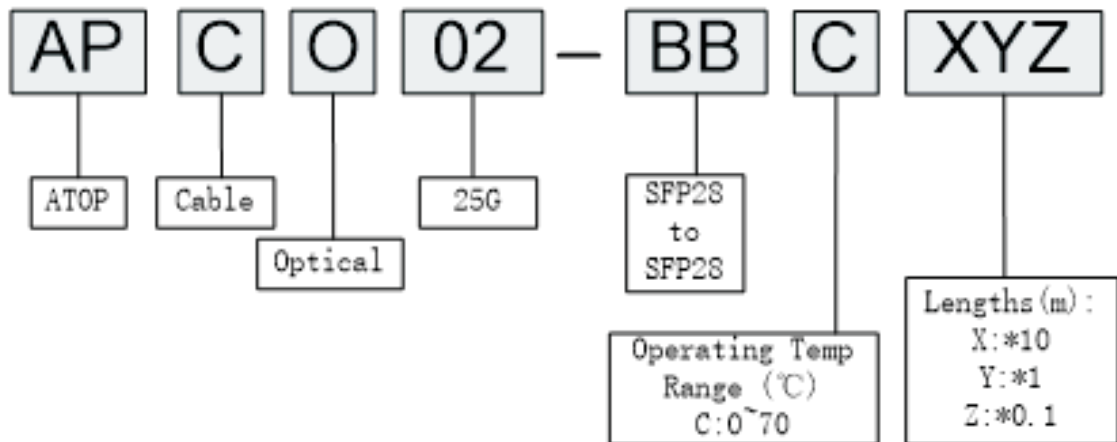 AP C O 02 - BB C XYZ
ATOP
Cable
Optical
25G
SFP28
to
SFP28
Operating Temp
Range (℃)
C:0~70
Lengths(m):
X:*10
Y:*1
Z:*0.1